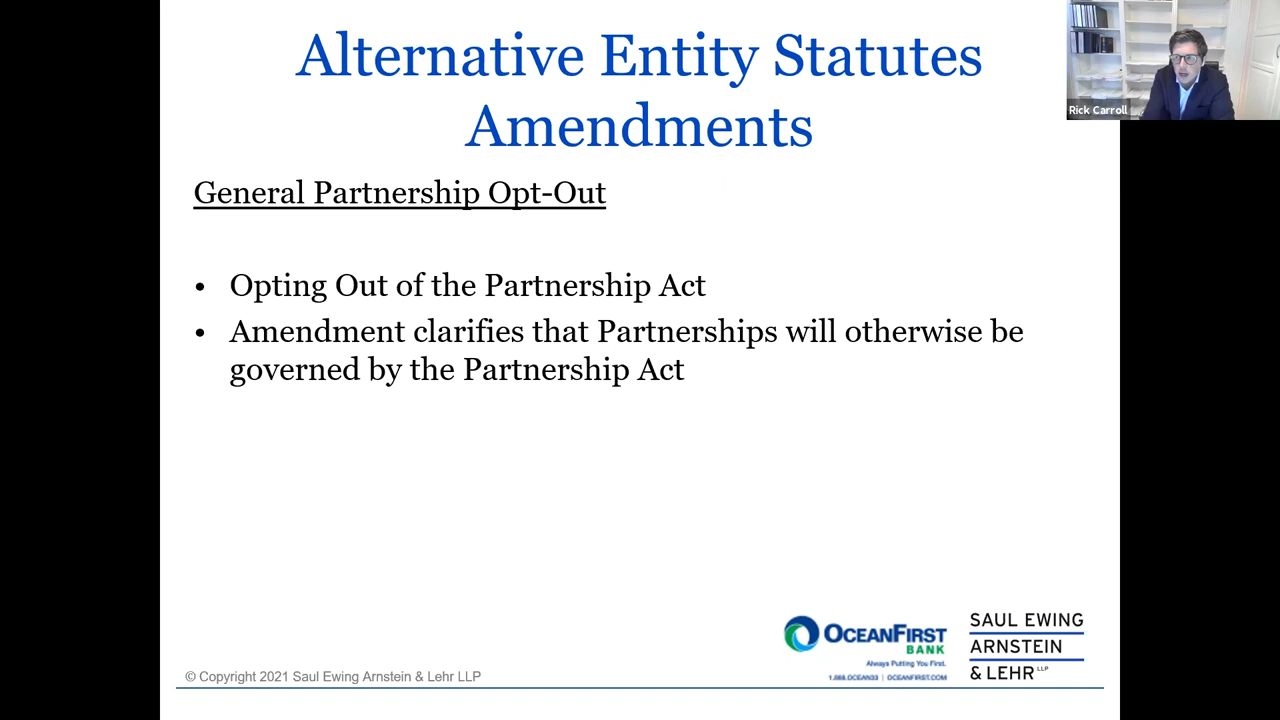 Alternative Entity Statutes
Amendments
Rick Carroll
General Partnership Opt-Out
• Opting Out of the Partnership Act
• Amendment clarifies that Partnerships will otherwise be
governed by the Partnership Act
OCEANFIRST
BANK
Always Putting You First.
1.888.OCEAN33 | OCEANFIRST.COM
SAUL EWING
ARNSTEIN
& LEHR LLP
© Copyright 2021 Saul Ewing Arnstein & Lehr LLP